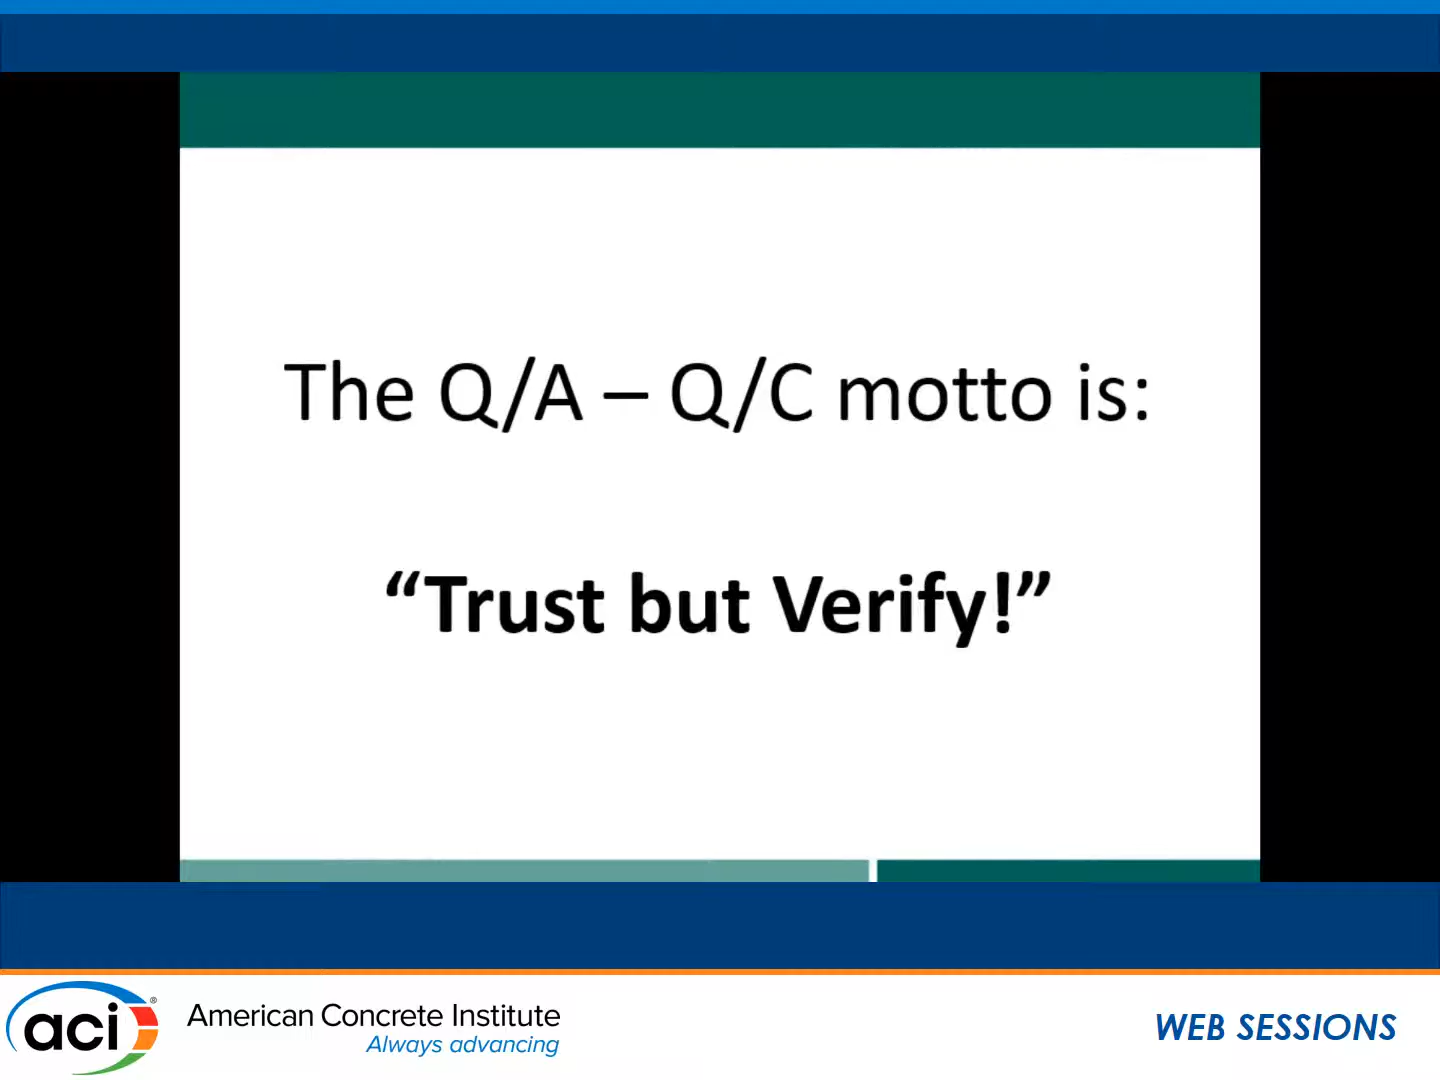 The Q/A – Q/C motto is:
“Trust but Verify!”
aci®
American Concrete Institute
Always advancing
WEB SESSIONS